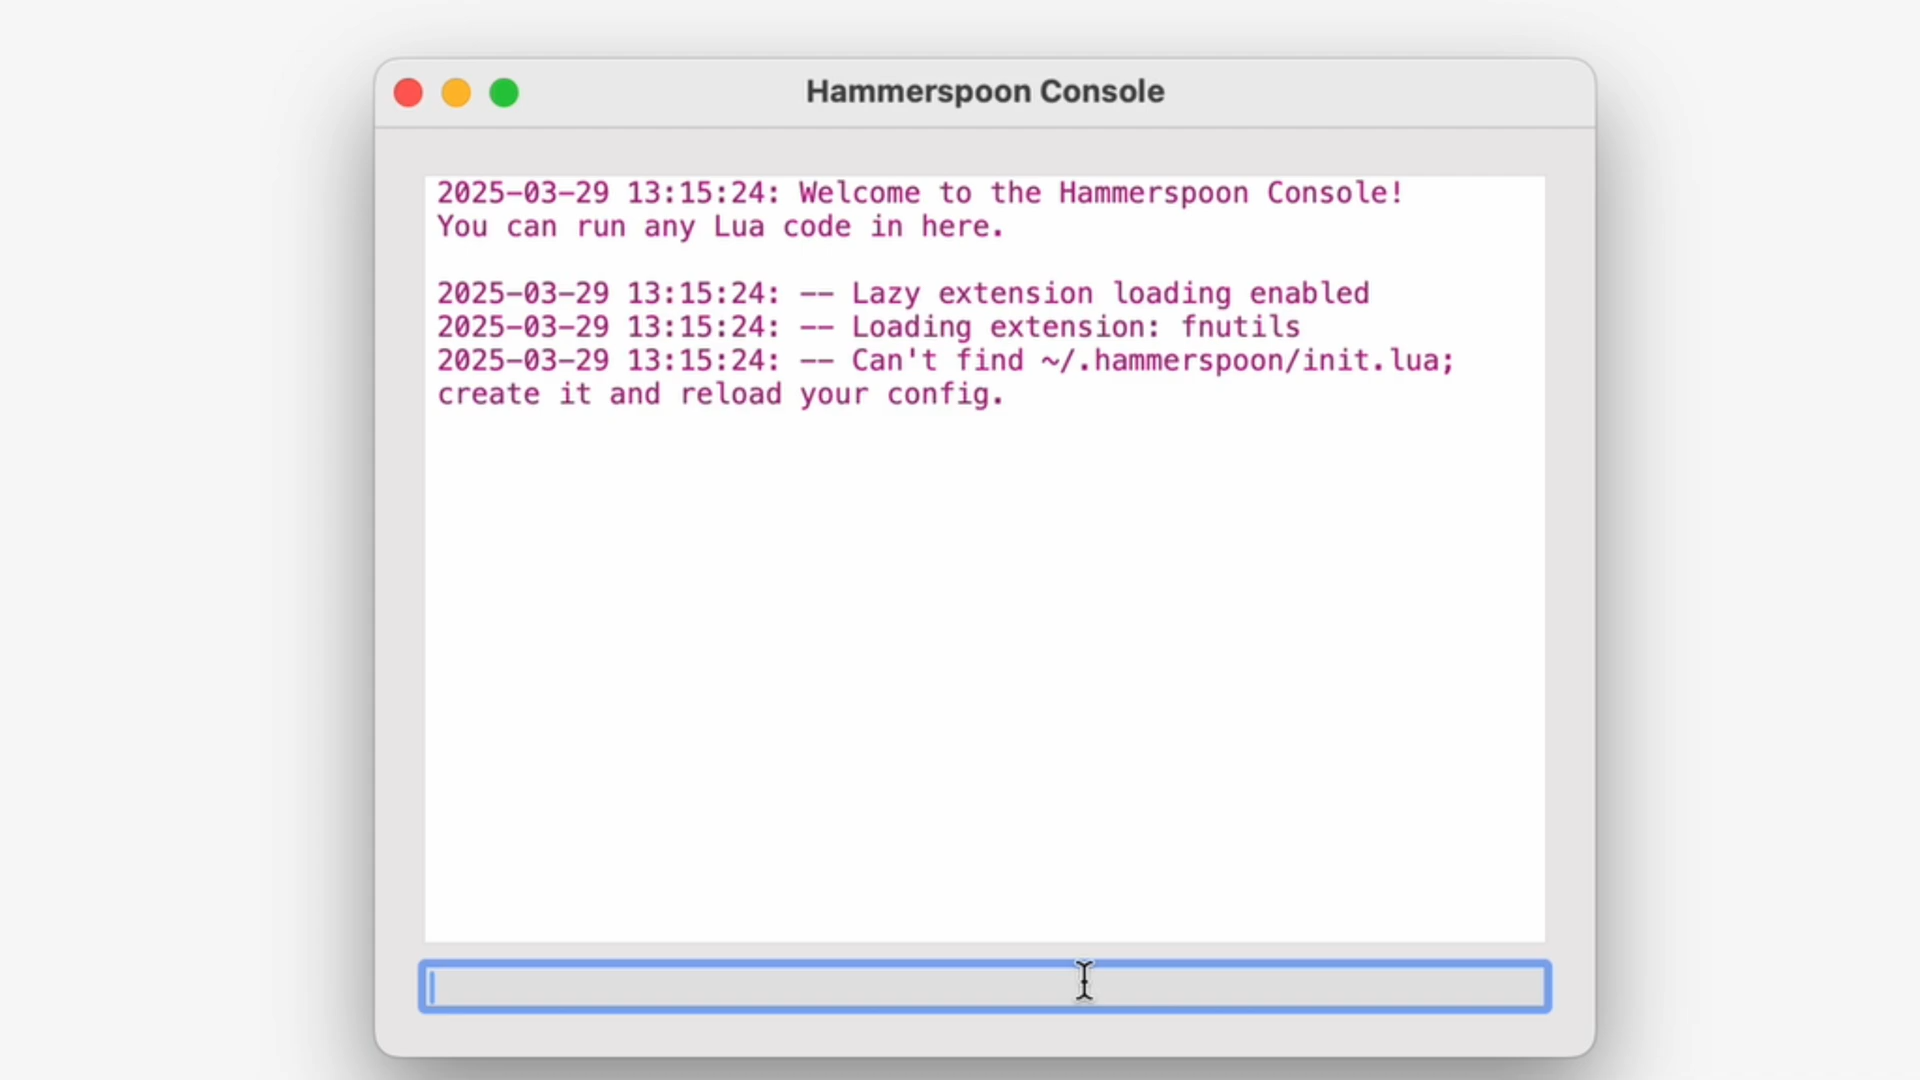 Hammerspoon Console
2025-03-29 13:15:24: Welcome to the Hammerspoon Console!
You can run any Lua code in here.
2025-03-29 13:15:24: -- Lazy extension loading enabled
2025-03-29 13:15:24: -- Loading extension: fnutils
2025-03-29 13:15:24: -- Can't find ~/.hammerspoon/init.lua;
create it and reload your config.